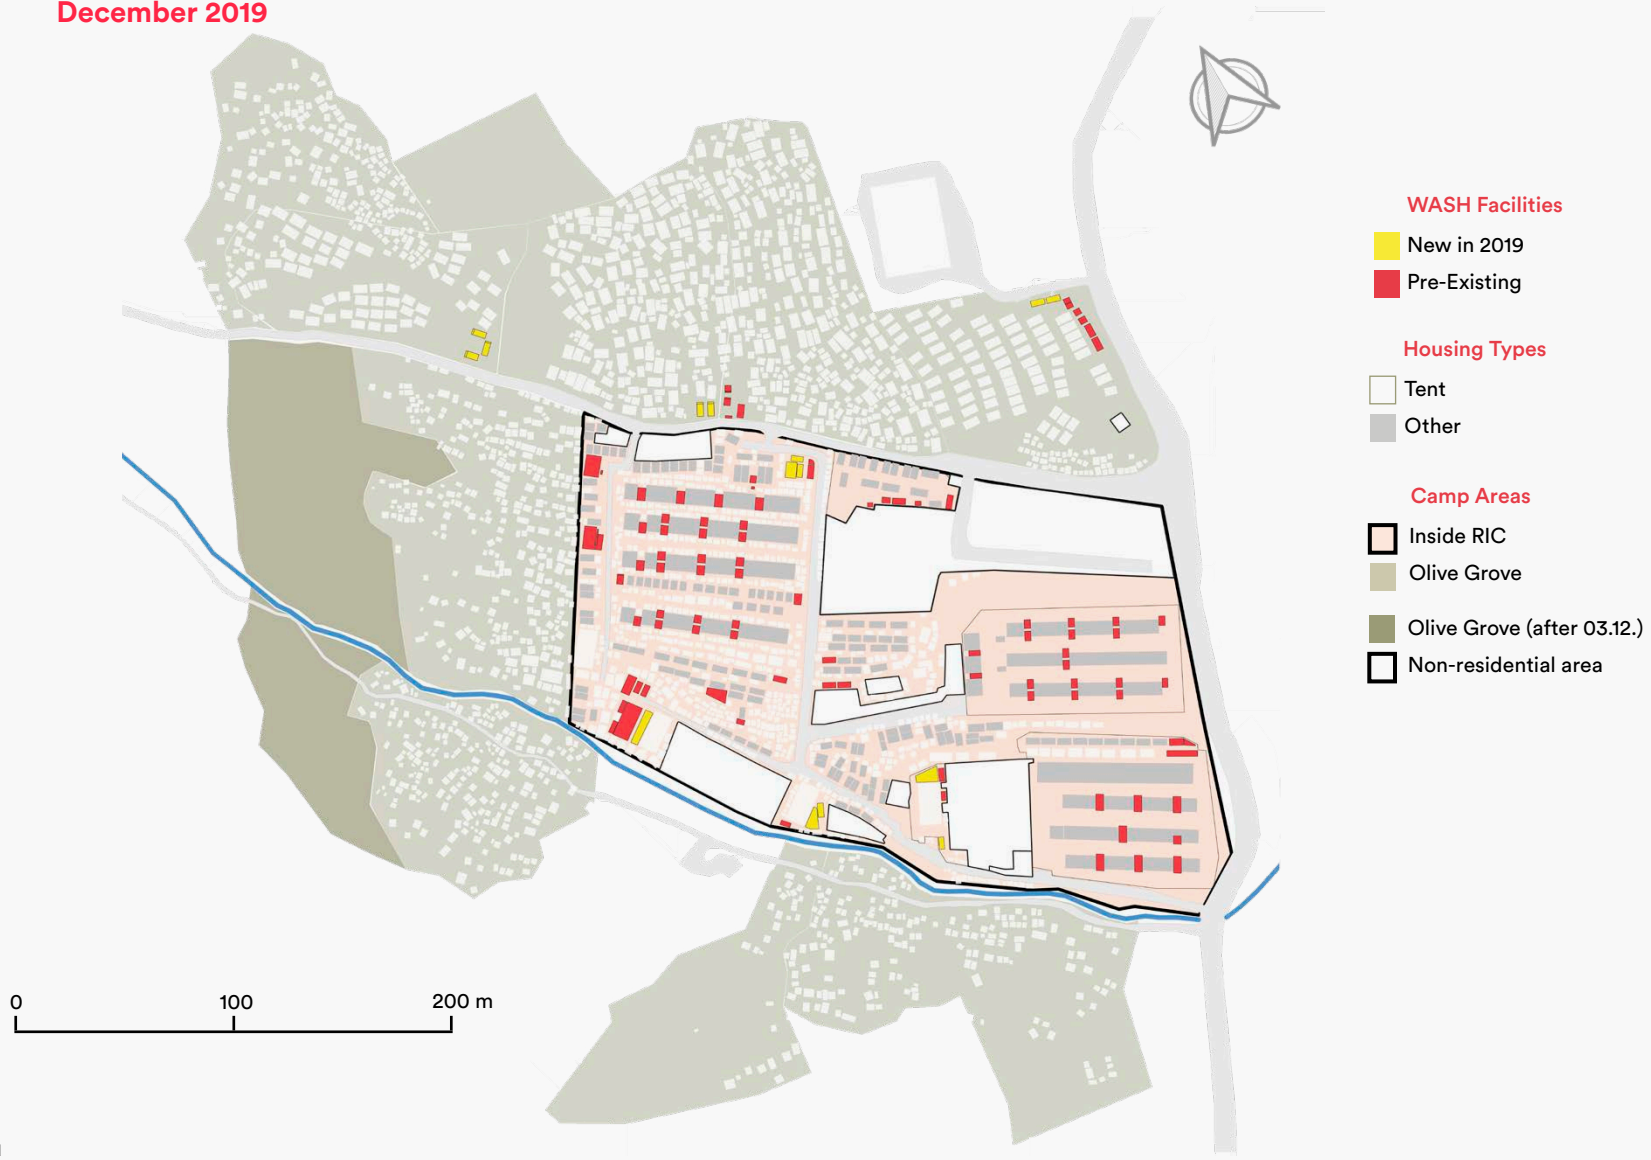 December 2019
WASH Facilities
New in 2019
Pre-Existing
Housing Types
Tent
Other
Camp Areas
Inside RIC
Olive Grove
Olive Grove (after 03.12.)
Non-residential area
0 100 200 m